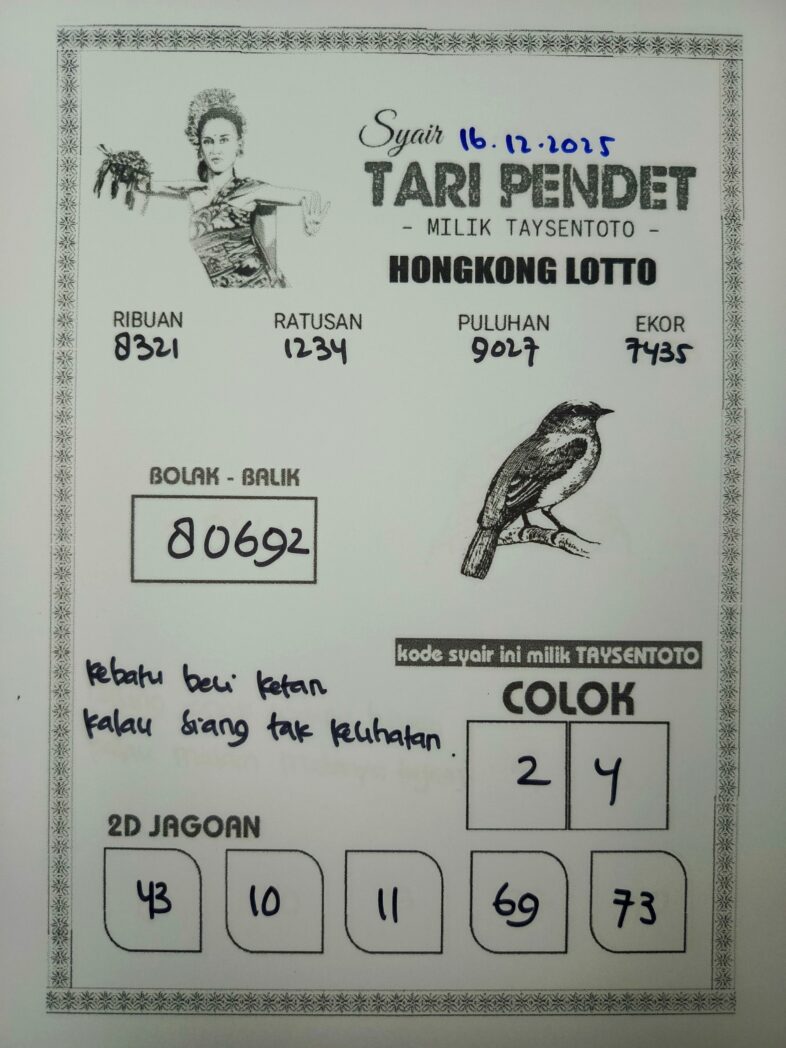 Syair 16.12.2025
TARI PENDET
- MILIK TAYSENTOTO -
HONGKONG LOTTO
RIBUAN RATUSAN PULUHAN EKOR
8321 1234 9027 7435
BOLAK - BALIK
80692
kode syair ini milik TAYSENTOTO
kebatu beli ketan
kalau siang tak kelihatan.
COLOK
2 4
2D JAGOAN
43 10 11 69 73